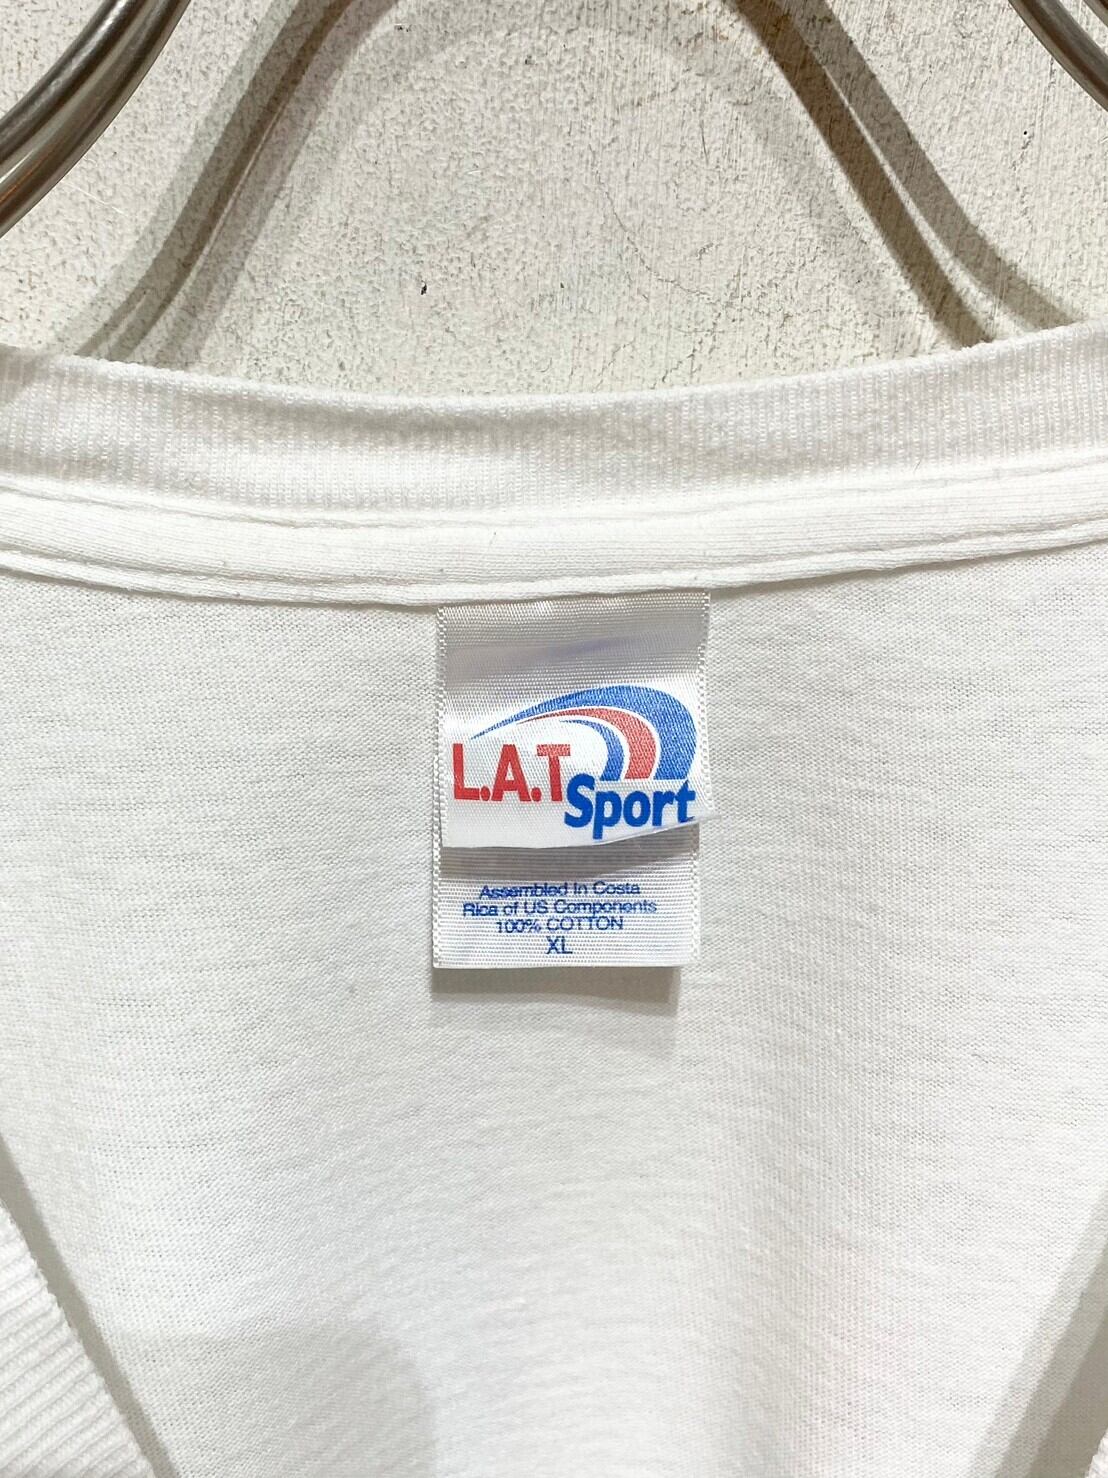 L.A.T
Sport
Assembled In Costa
Rica of US Components
100% COTTON
XL